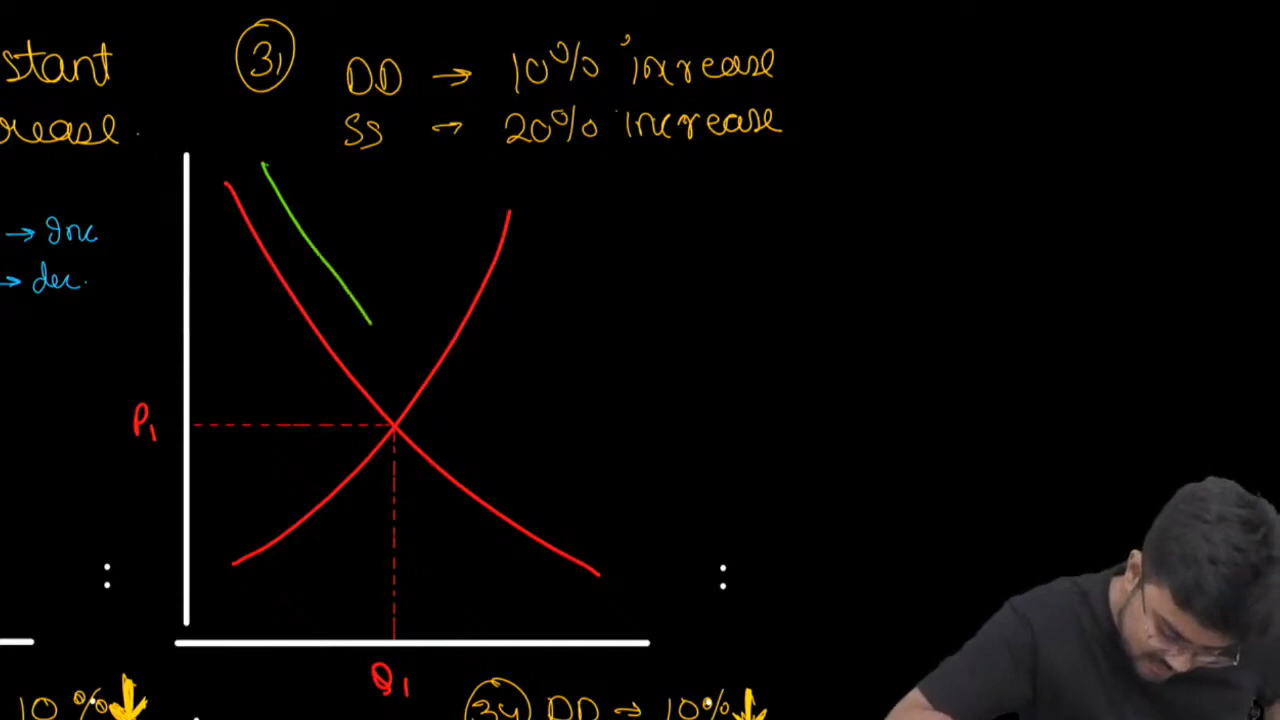 stant
rease.
→ Inc
→ dec.
31
DD → 10% increase
SS → 20% increase
P1
Q1
10 %↓
34 DD → 10%↓